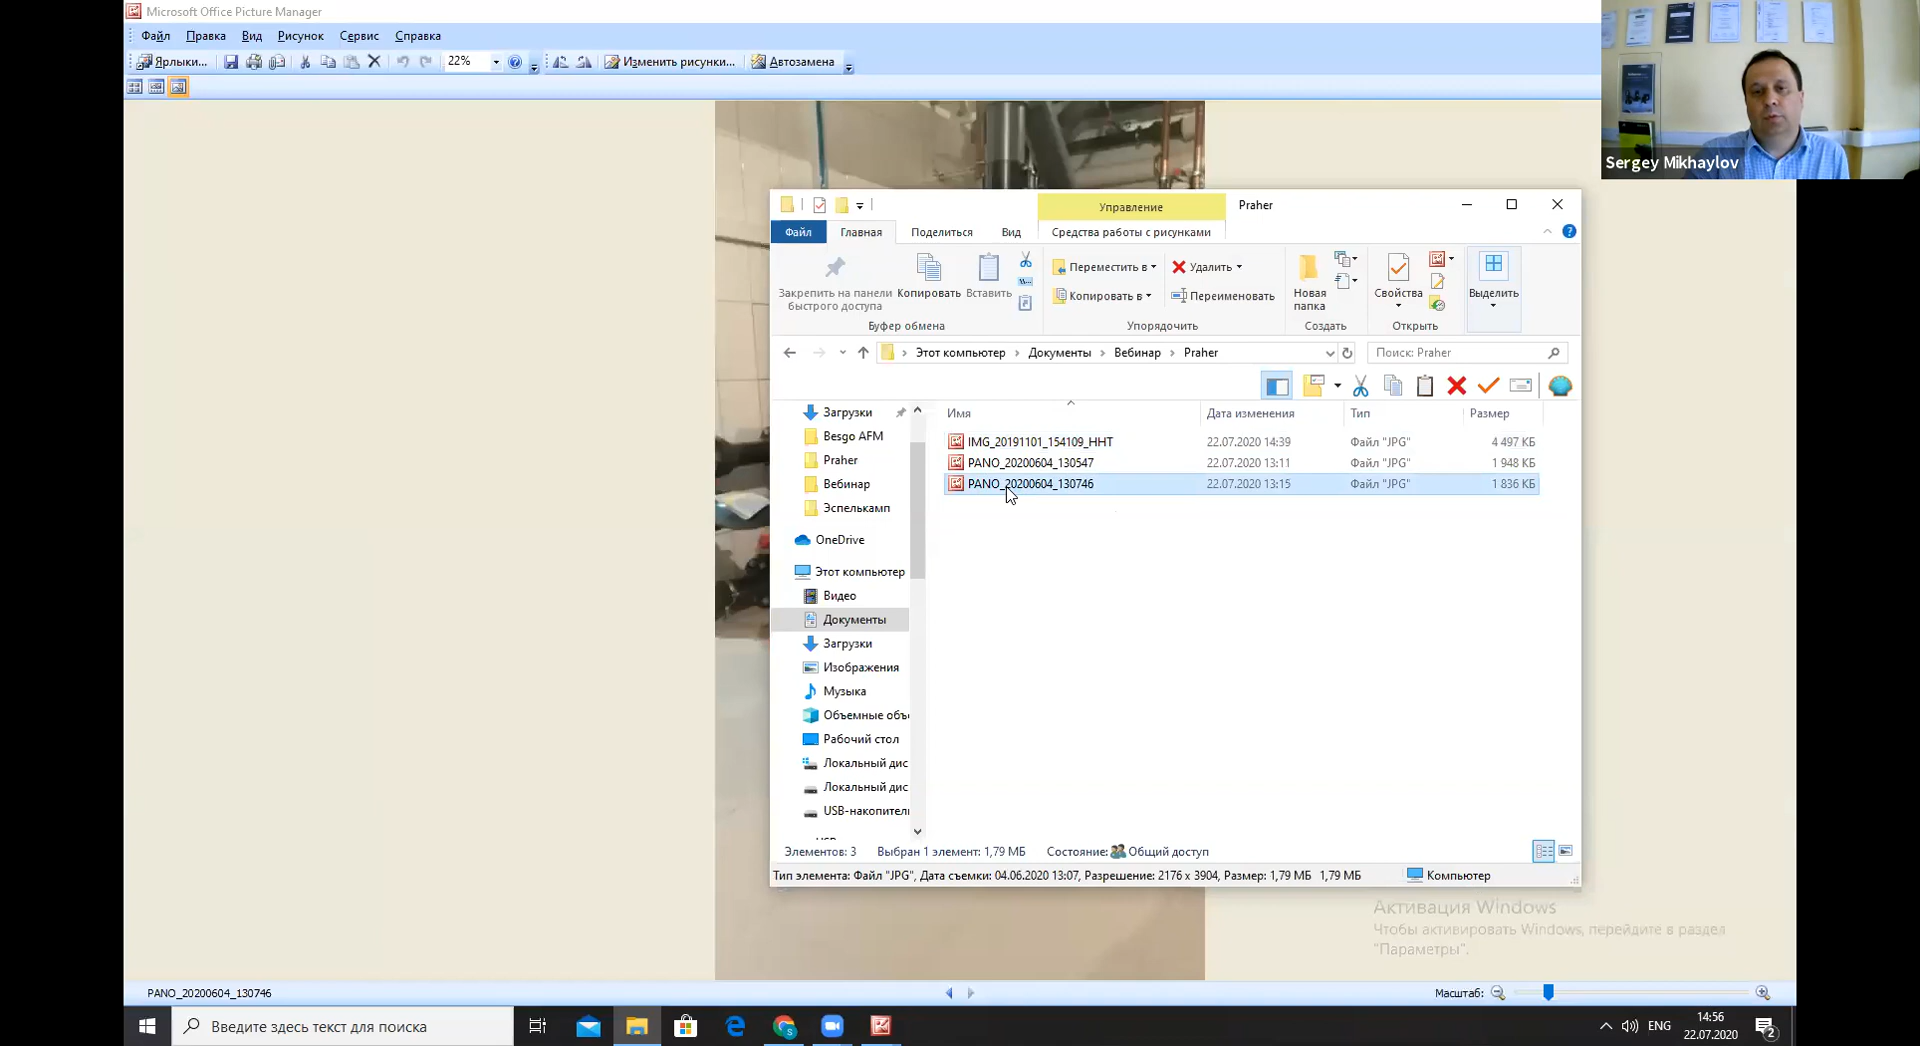 Microsoft Office Picture Manager
Файл Правка Вид Рисунок Сервис Справка
Ярлыки... 22% Изменить рисунки... Автозамена
Sergey Mikhaylov
Управление Praher
Файл Главная Поделиться Вид Средства работы с рисунками
Закрепить на панели быстрого доступа
Копировать
Вставить
Переместить в
Копировать в
Удалить
Переименовать
Новая папка
Свойства
Выделить
Буфер обмена Упорядочить Создать Открыть
Этот компьютер Документы Вебинар Praher Поиск: Praher
Имя Дата изменения Тип Размер
IMG_20191101_154109_HHT 22.07.2020 14:39 Файл "JPG" 4 497 КБ
PANO_20200604_130547 22.07.2020 13:11 Файл "JPG" 1 948 КБ
PANO_20200604_130746 22.07.2020 13:15 Файл "JPG" 1 836 КБ
Загрузки
Besgo AFM
Praher
Вебинар
Эспелькамп
OneDrive
Этот компьютер
Видео
Документы
Загрузки
Изображения
Музыка
Объемные объе
Рабочий стол
Локальный дис
Локальный дис
USB-накопитель
Элементов: 3 Выбран 1 элемент: 1,79 МБ Состояние: Общий доступ
Тип элемента: Файл "JPG", Дата съемки: 04.06.2020 13:07, Разрешение: 2176 x 3904, Размер: 1,79 МБ 1,79 МБ Компьютер
Активация Windows
Чтобы активировать Windows, перейдите в раздел
"Параметры".
PANO_20200604_130746 Масштаб:
Введите здесь текст для поиска ENG 14:56
22.07.2020
2